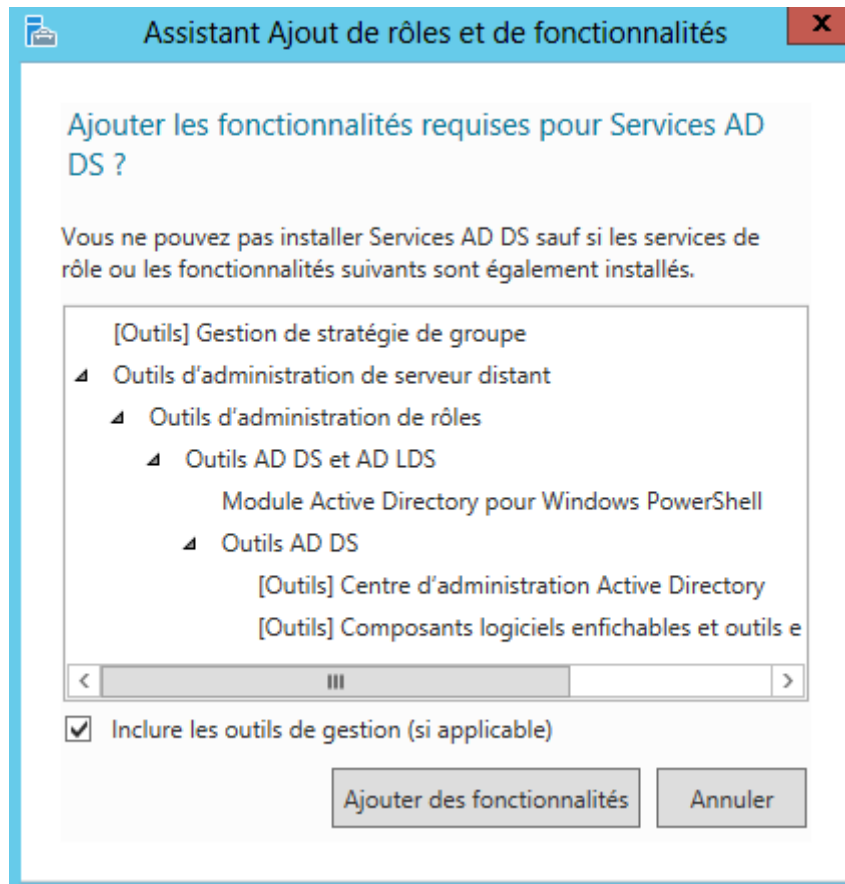 Assistant Ajout de rôles et de fonctionnalités
x
Ajouter les fonctionnalités requises pour Services AD
DS ?
Vous ne pouvez pas installer Services AD DS sauf si les services de
rôle ou les fonctionnalités suivants sont également installés.
[Outils] Gestion de stratégie de groupe
Outils d'administration de serveur distant
Outils d'administration de rôles
Outils AD DS et AD LDS
Module Active Directory pour Windows PowerShell
Outils AD DS
[Outils] Centre d'administration Active Directory
[Outils] Composants logiciels enfichables et outils e
Inclure les outils de gestion (si applicable)
Ajouter des fonctionnalités
Annuler